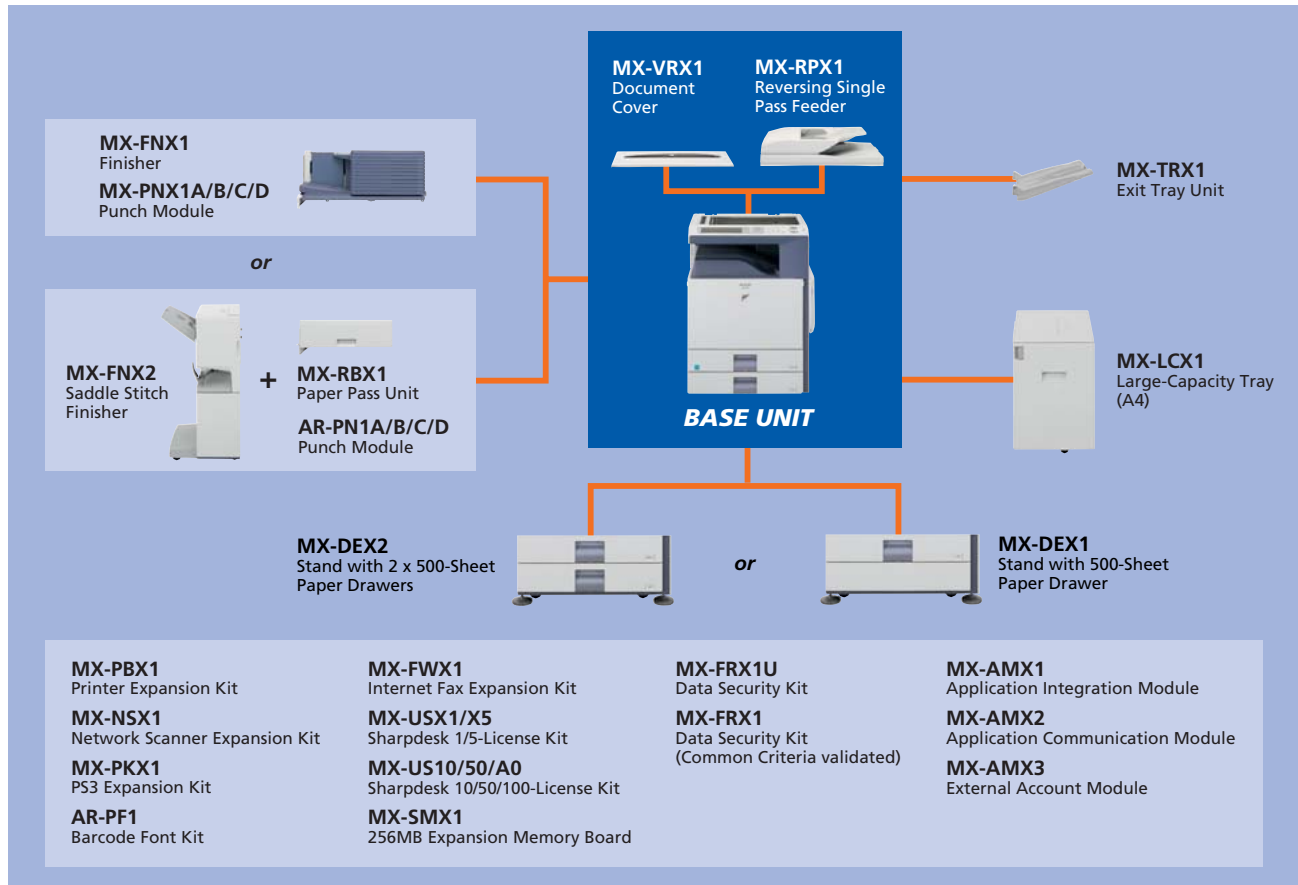 MX-VRX1
Document
Cover
MX-RPX1
Reversing Single
Pass Feeder
MX-FNX1
Finisher
MX-PNX1A/B/C/D
Punch Module
or
MX-FNX2
Saddle Stitch
Finisher
+
MX-RBX1
Paper Pass Unit
AR-PN1A/B/C/D
Punch Module
BASE UNIT
MX-TRX1
Exit Tray Unit
MX-LCX1
Large-Capacity Tray
(A4)
MX-DEX2
Stand with 2 x 500-Sheet
Paper Drawers
or
MX-DEX1
Stand with 500-Sheet
Paper Drawer
MX-PBX1
Printer Expansion Kit
MX-NSX1
Network Scanner Expansion Kit
MX-PKX1
PS3 Expansion Kit
AR-PF1
Barcode Font Kit
MX-FWX1
Internet Fax Expansion Kit
MX-USX1/X5
Sharpdesk 1/5-License Kit
MX-US10/50/A0
Sharpdesk 10/50/100-License Kit
MX-SMX1
256MB Expansion Memory Board
MX-FRX1U
Data Security Kit
MX-FRX1
Data Security Kit
(Common Criteria validated)
MX-AMX1
Application Integration Module
MX-AMX2
Application Communication Module
MX-AMX3
External Account Module